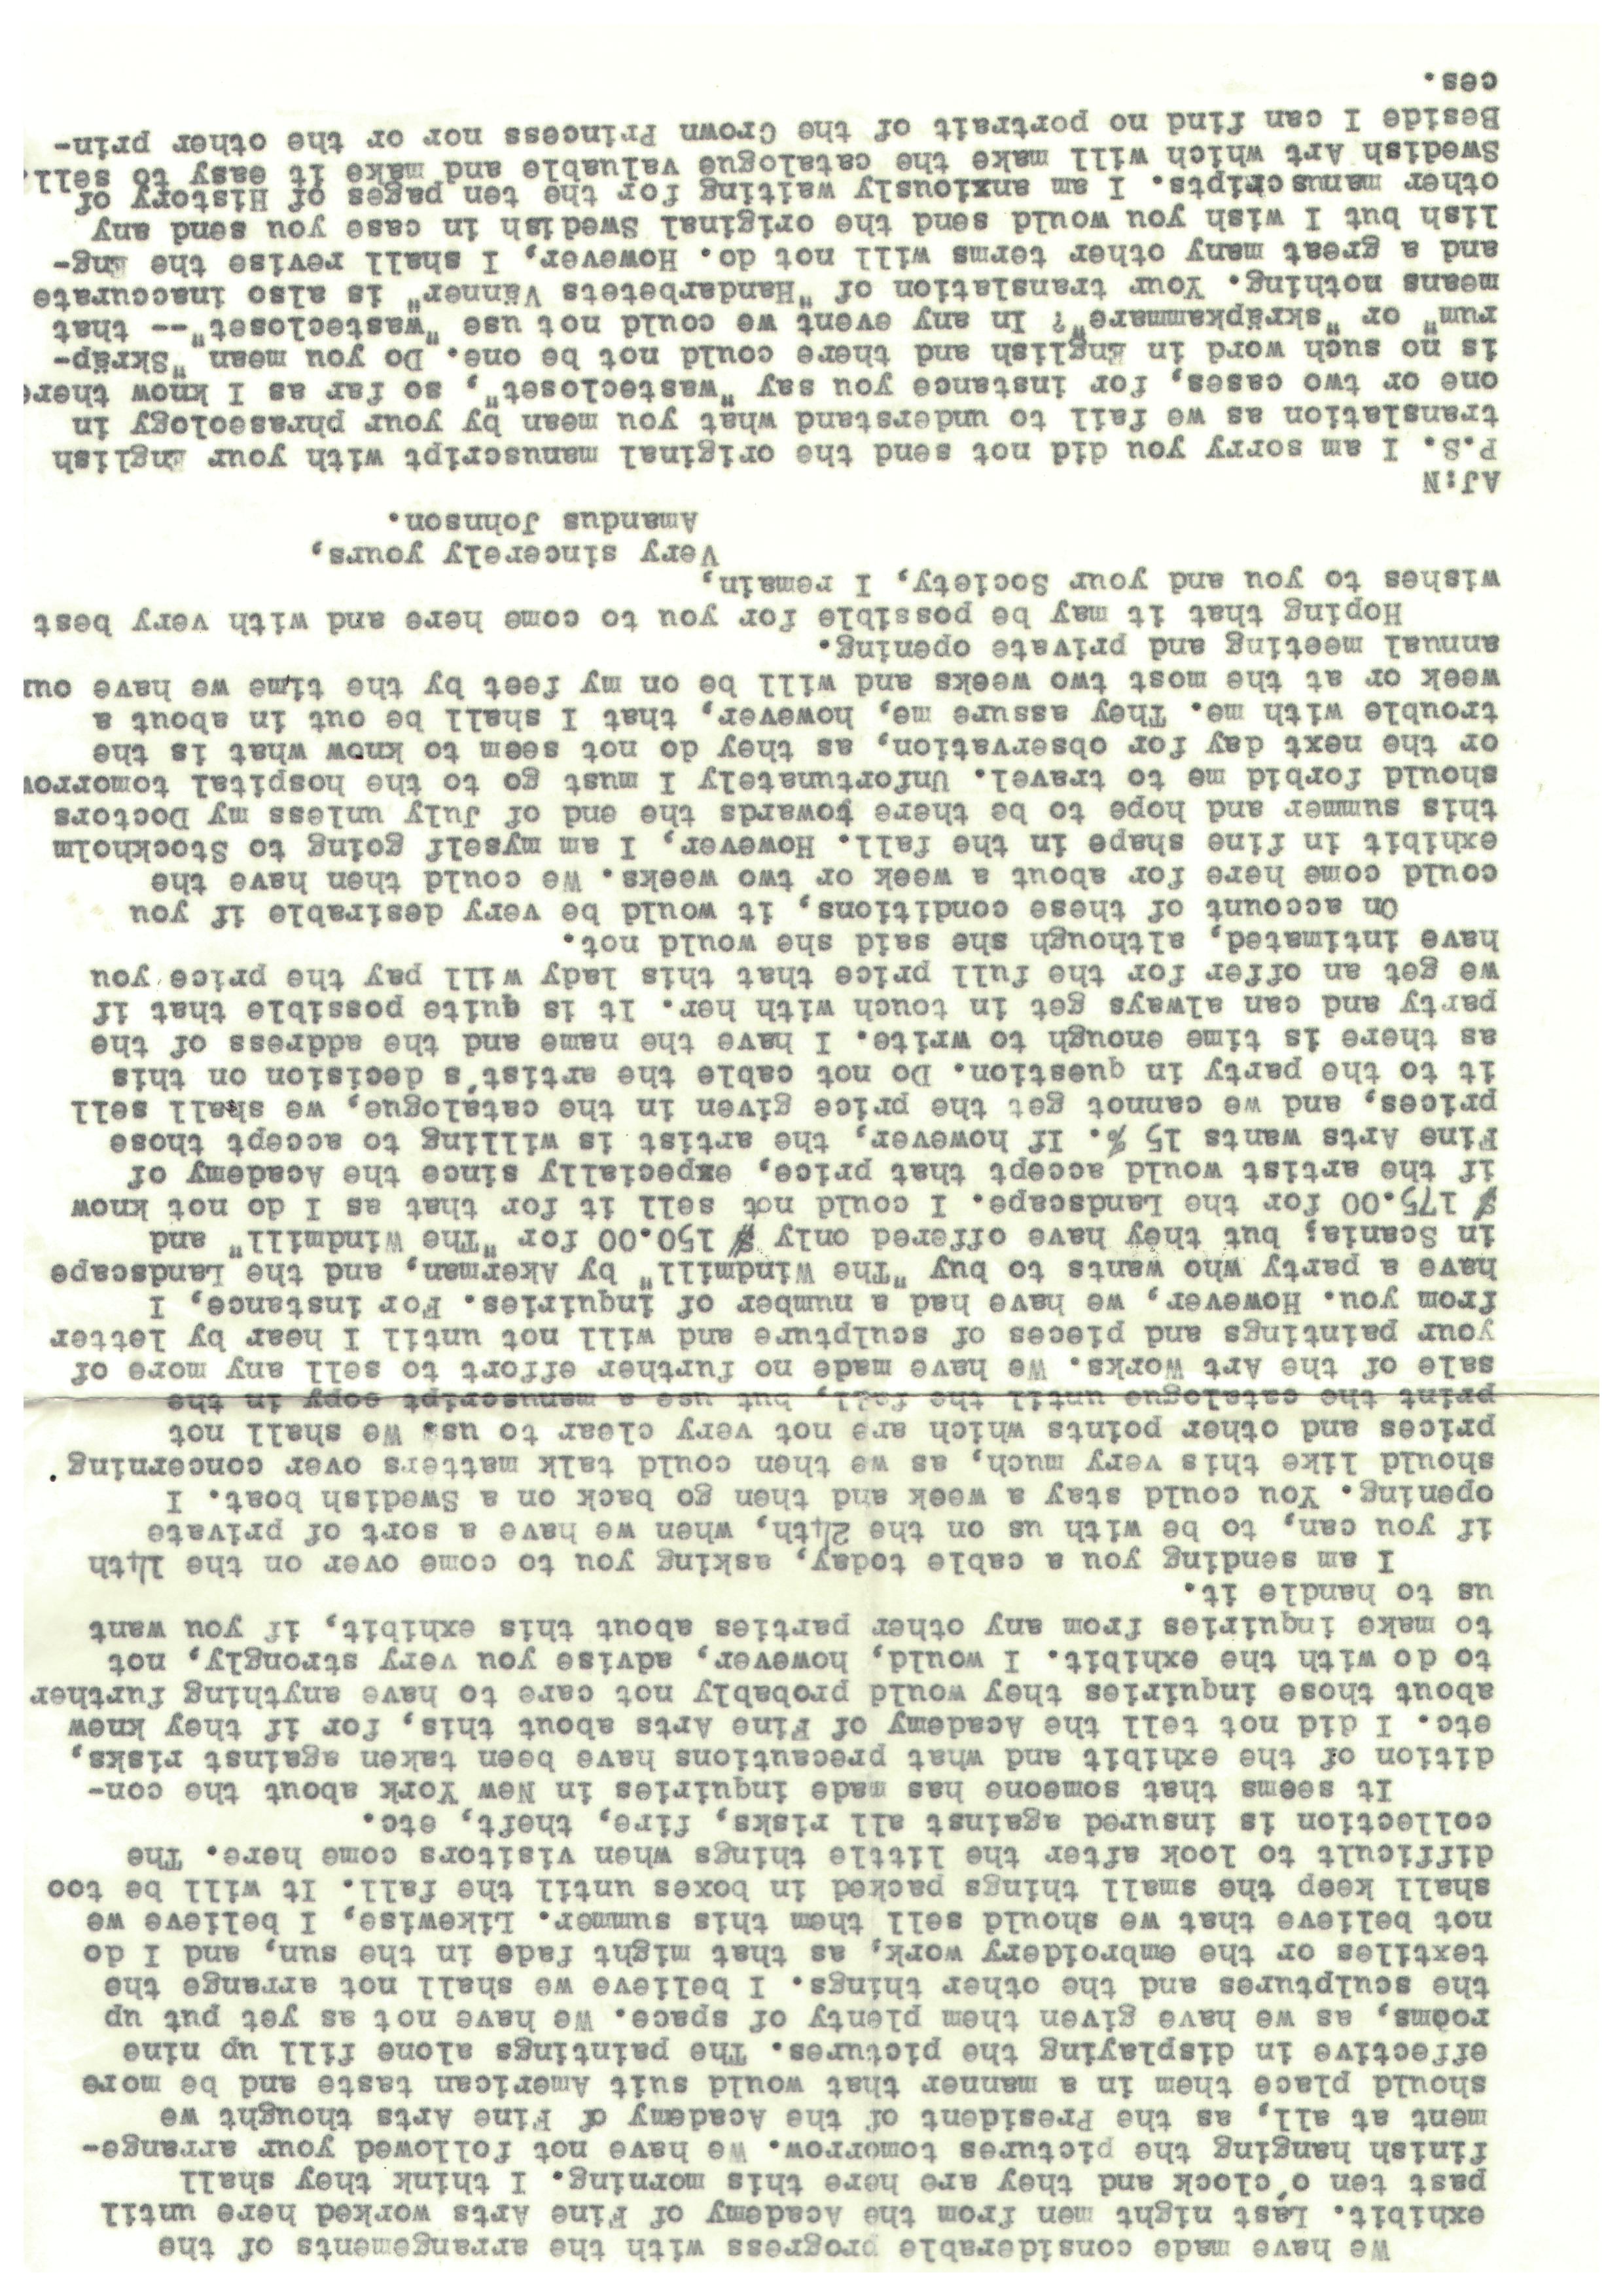 We have made considerable progress with the arrangements of the
exhibit. Last night men from the Academy of Fine Arts worked here until
past ten o'clock and they are here this morning. I think they shall
finish hanging the pictures tomorrow. We have not followed your arrange-
ment at all, as the President of the Academy of Fine Arts thought we
should place them in a manner that would suit American taste and be more
effective in displaying the pictures. The paintings alone fill up nine
rooms, as we have given them plenty of space. We have not as yet put up
the sculptures and the other things. I believe we shall not arrange the
textiles or the embroidery work, as that might fade in the sun, and I do
not believe that we should sell them this summer. Likewise, I believe we
shall keep the small things packed in boxes until the fall. It will be too
difficult to look after the little things when visitors come here. The
collection is insured against all risks, fire, theft, etc.
It seems that someone has made inquiries in New York about the con-
dition of the exhibit and what precautions have been taken against risks,
etc. I did not tell the Academy of Fine Arts about this, for if they knew
about those inquiries they would probably not care to have anything further
to do with the exhibit. I would, however, advise you very strongly, not
to make inquiries from any other parties about this exhibit, if you want
us to handle it.
I am sending you a cable today, asking you to come over on the 14th
if you can, to be with us on the 24th, when we have a sort of private
opening. You could stay a week and then go back on a Swedish boat. I
should like this very much, as we then could talk matters over concerning
prices and other points which are not very clear to us. We shall not
print the catalogue until the fall, but use a manuscript copy in the
sale of the Art Works. We have made no further effort to sell any more of
your paintings and pieces of sculpture and will not until I hear by letter
from you. However, we have had a number of inquiries. For instance, I
have a party who wants to buy "The Windmill" by Akerman, and the Landscape
in Scania; but they have offered only $ 150.00 for "The Windmill" and
$ 175.00 for the Landscape. I could not sell it for that as I do not know
if the artist would accept that price, expecially since the Academy of
Fine Arts wants 15 %. If however, the artist is willing to accept those
prices, and we cannot get the price given in the catalogue, we shall sell
it to the party in question. Do not cable the artist's decision on this
as there is time enough to write. I have the name and the address of the
party and can always get in touch with her. It is quite possible that if
we get an offer for the full price that this lady will pay the price you
have intimated, although she said she would not.
On account of these conditions, it would be very desirable if you
could come here for about a week or two weeks. We could then have the
exhibit in fine shape in the fall. However, I am myself going to Stockholm
this summer and hope to be there towards the end of July unless my Doctors
should forbid me to travel. Unfortunately I must go to the hospital tomorrow
or the next day for observation, as they do not seem to know what is the
trouble with me. They assure me, however, that I shall be out in about a
week or at the most two weeks and will be on my feet by the time we have our
annual meeting and private opening.
Hoping that it may be possible for you to come here and with very best
wishes to you and your Society, I remain,
Very sincerely yours,
Amandus Johnson.
AJ:N
P.S. I am sorry you did not send the original manuscript with your English
translation as we fail to understand what you mean by your phraseology in
one or two cases, for instance you say "wastecloset", so far as I know there
is no such word in English and there could not be one. Do you mean "Skräp-
rum" or "skräpkammare"? In any event we could not use "wastecloset"-- that
means nothing. Your translation of "Handarbetets Vänner" is also inaccurate
and a great many other terms will not do. However, I shall revise the Eng-
lish but I wish you would send the original Swedish in case you send any
other manuscripts. I am anxiously waiting for the ten pages of History of
Swedish Art which will make the catalogue valuable and make it easy to sell.
Beside I can find no portrait of the Crown Princess nor or the other prin-
ces.